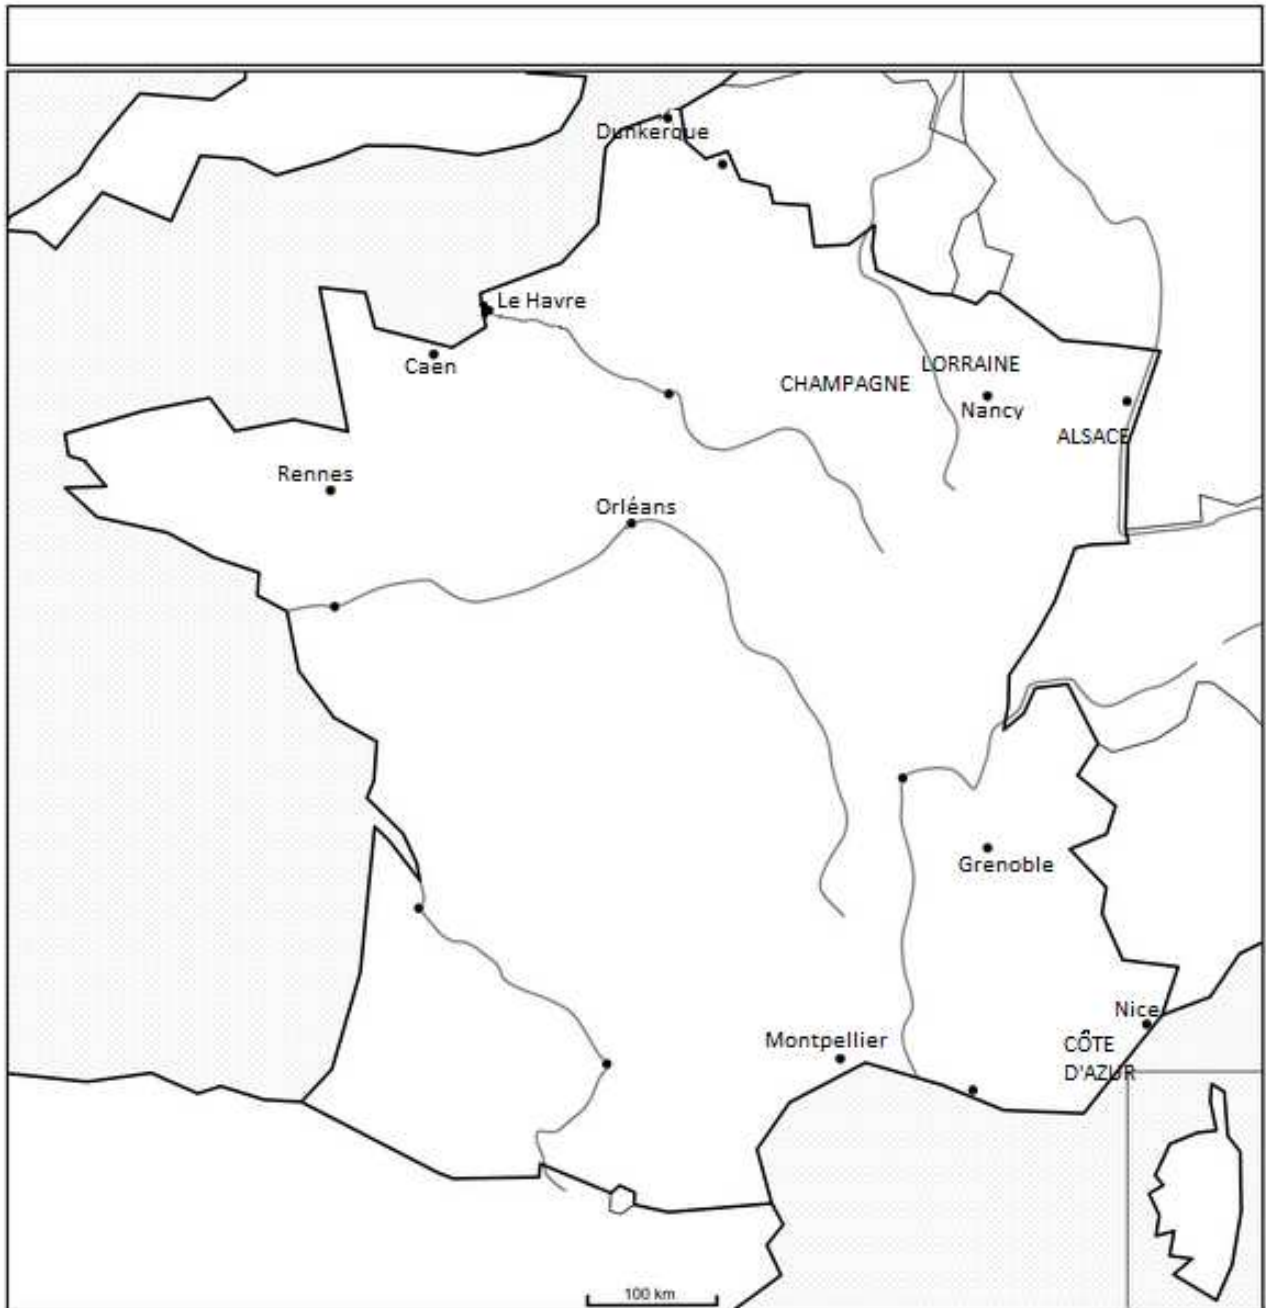 Dunkerque
Le Havre
Caen
LORRAINE
CHAMPAGNE
Nancy
ALSACE
Rennes
Orléans
Grenoble
Nice
Montpellier
CÔTE
D'AZUR
100 km